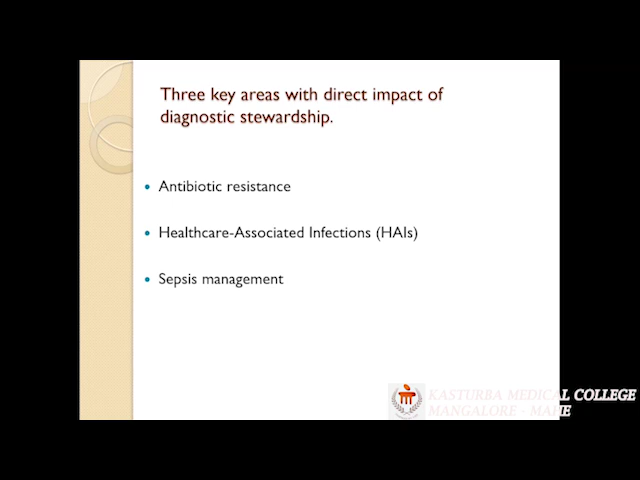 Three key areas with direct impact of
diagnostic stewardship.
Antibiotic resistance
Healthcare-Associated Infections (HAIs)
Sepsis management
KASTURBA MEDICAL COLLEGE
MANGALORE - MAHE